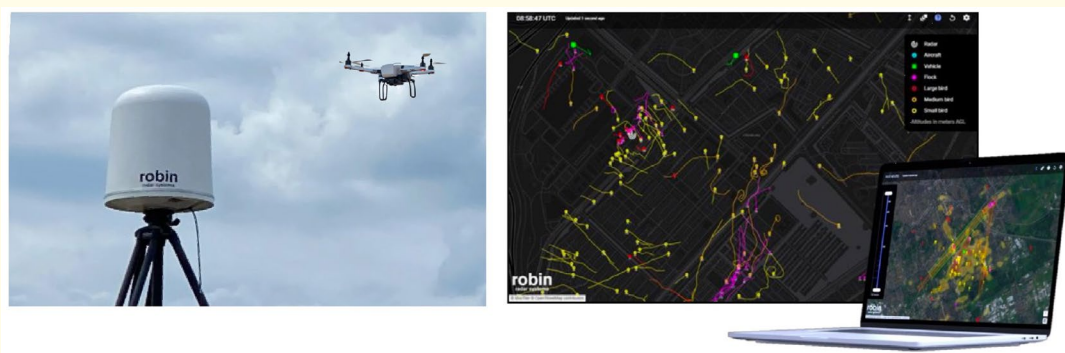 robin
radar systems
08:58:47 UTC
Updated 1 second ago
Radar
Aircraft
Vehicle
Flock
Large bird
Medium bird
Small bird
Altitudes in meters AGL
robin
radar systems
robin